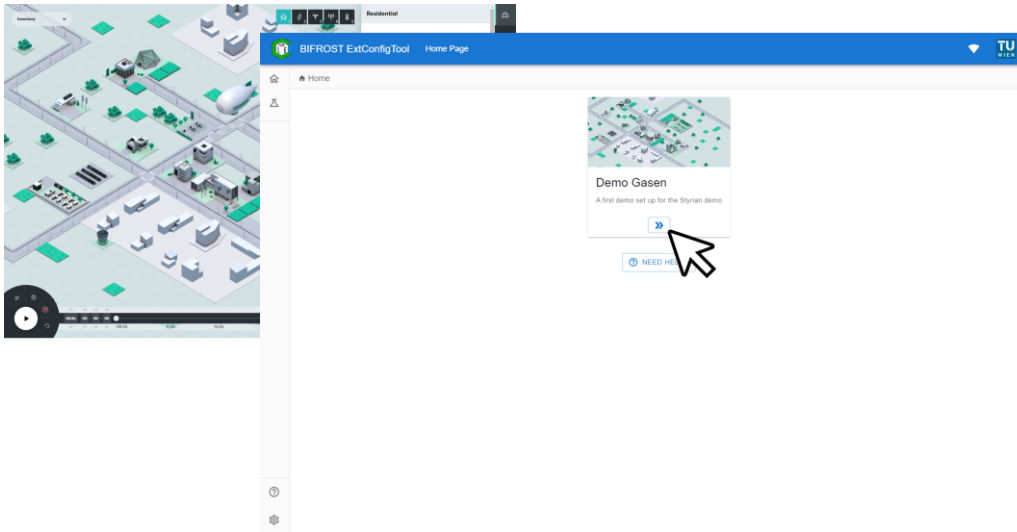 Inventory
Residential
BIFROST ExtConfigTool
Home Page
TU
WIEN
Home
Demo Gasen
A first demo set up for the Styrian demo
NEED HE